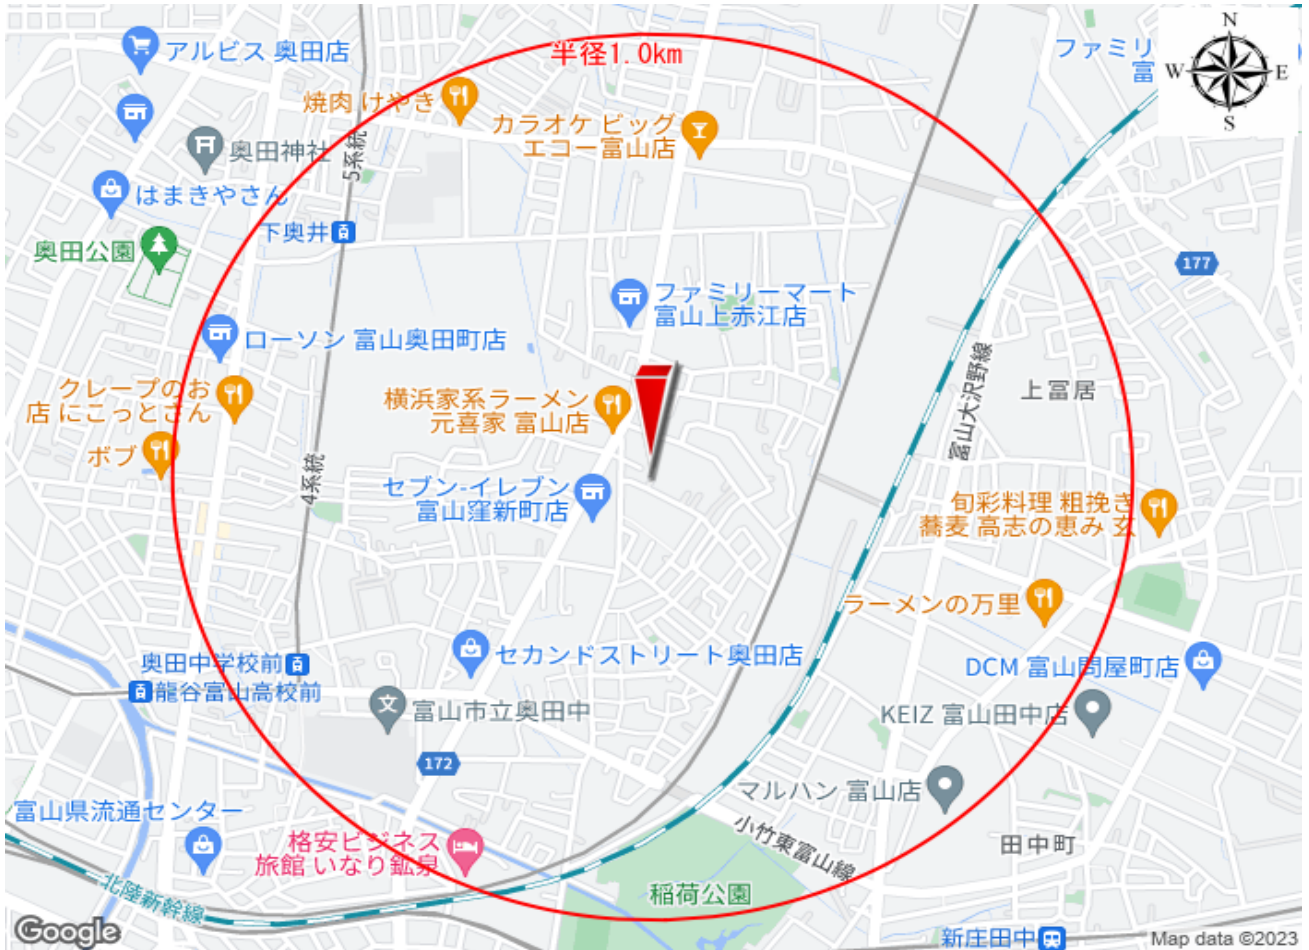 アルビス 奥田店
半径1.0km
ファミリ
富
N
W
E
S
焼肉 けやき
カラオケ ビッグ
エコー富山店
奥田神社
5系統
はまきやさん
下奥井
奥田公園
177
ファミリーマート
富山上赤江店
ローソン 富山奥田町店
クレープのお
店 にこっとさん
横浜家系ラーメン
元喜家 富山店
富山大沢野線
上冨居
ボブ
4系統
セブン-イレブン
富山窪新町店
旬彩料理 粗挽き
蕎麦 高志の恵み 玄
ラーメンの万里
奥田中学校前
龍谷富山高校前
セカンドストリート奥田店
DCM 富山問屋町店
富山市立奥田中
KEIZ 富山田中店
172
マルハン 富山店
富山県流通センター
格安ビジネス
旅館 いなり鉱泉
小竹東富山線
田中町
北陸新幹線
稲荷公園
Google
新庄田中
Map data ©2023